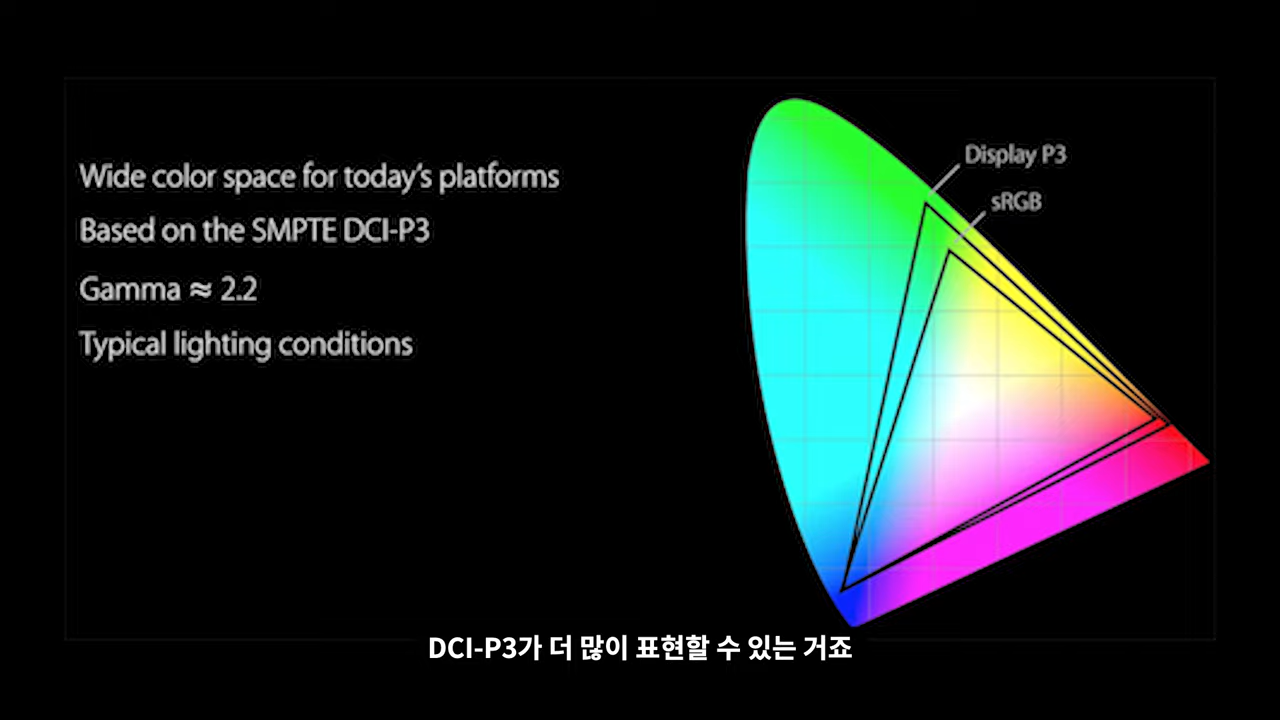 Wide color space for today's platforms
Based on the SMPTE DCI-P3
Gamma ≈ 2.2
Typical lighting conditions
Display P3
sRGB
DCI-P3가 더 많이 표현할 수 있는 거죠